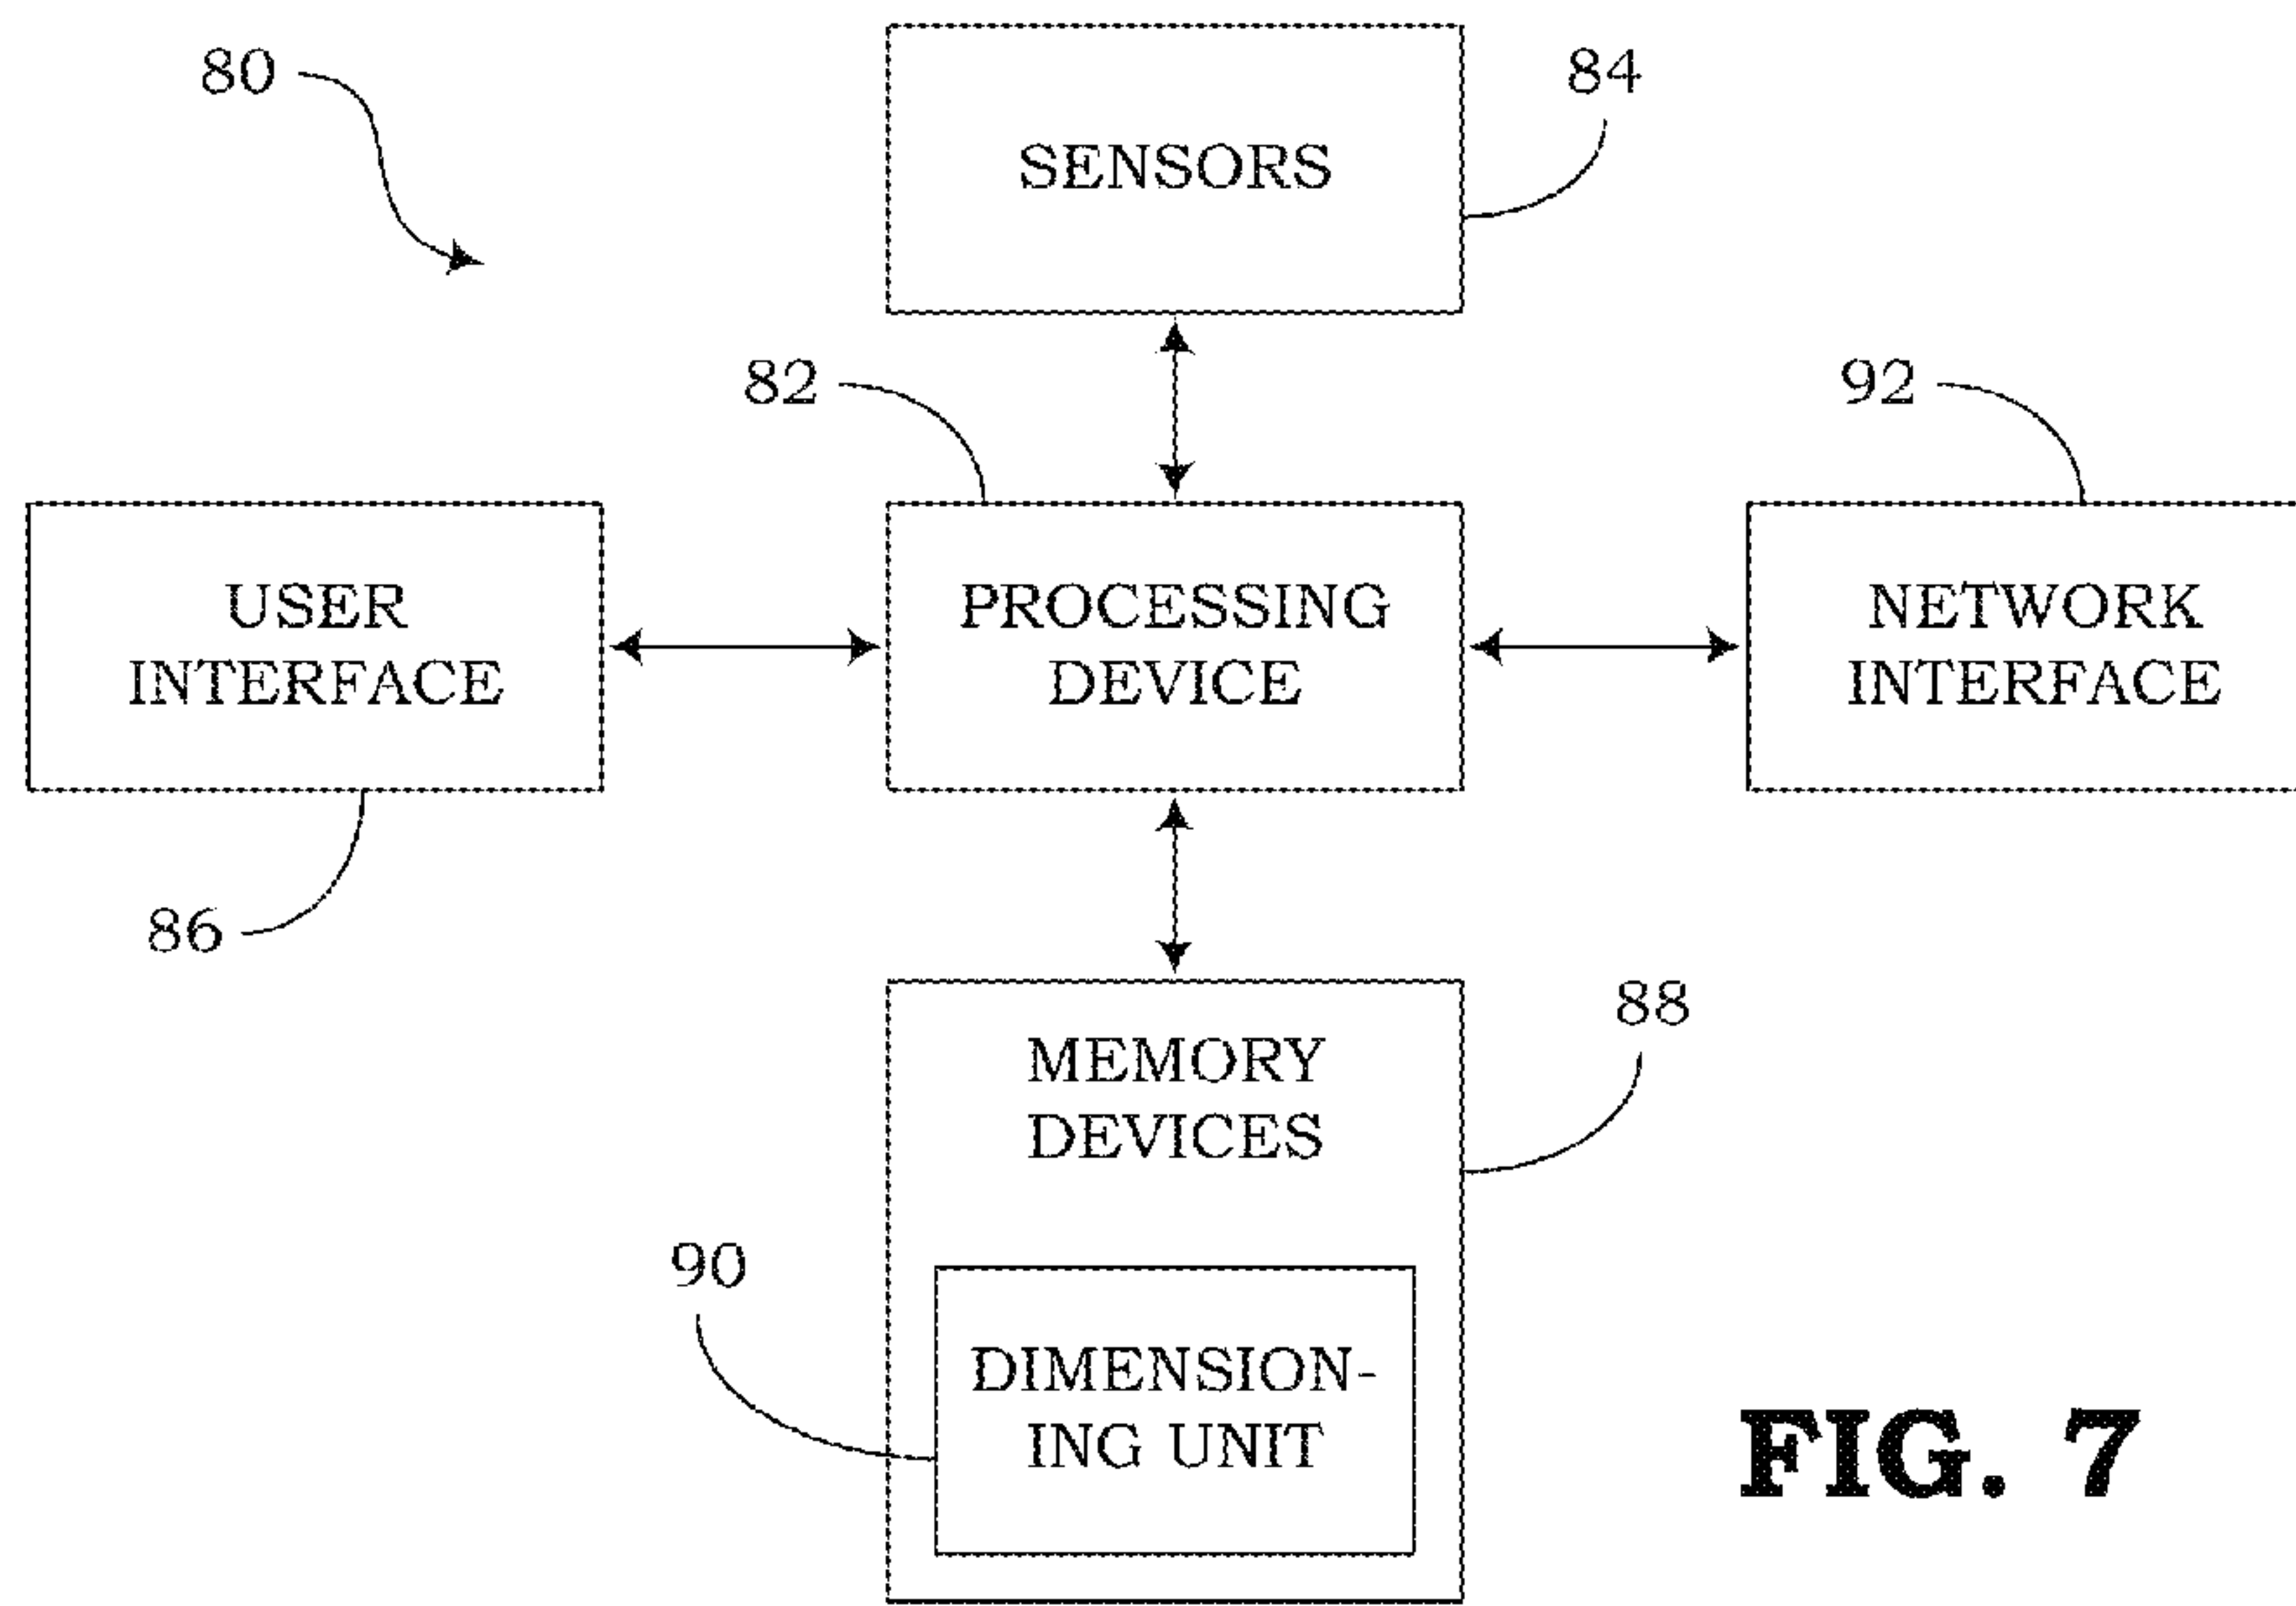 80
84
SENSORS
82
92
USER
INTERFACE
PROCESSING
DEVICE
NETWORK
INTERFACE
86
88
MEMORY
DEVICES
90
DIMENSION-
ING UNIT
FIG. 7